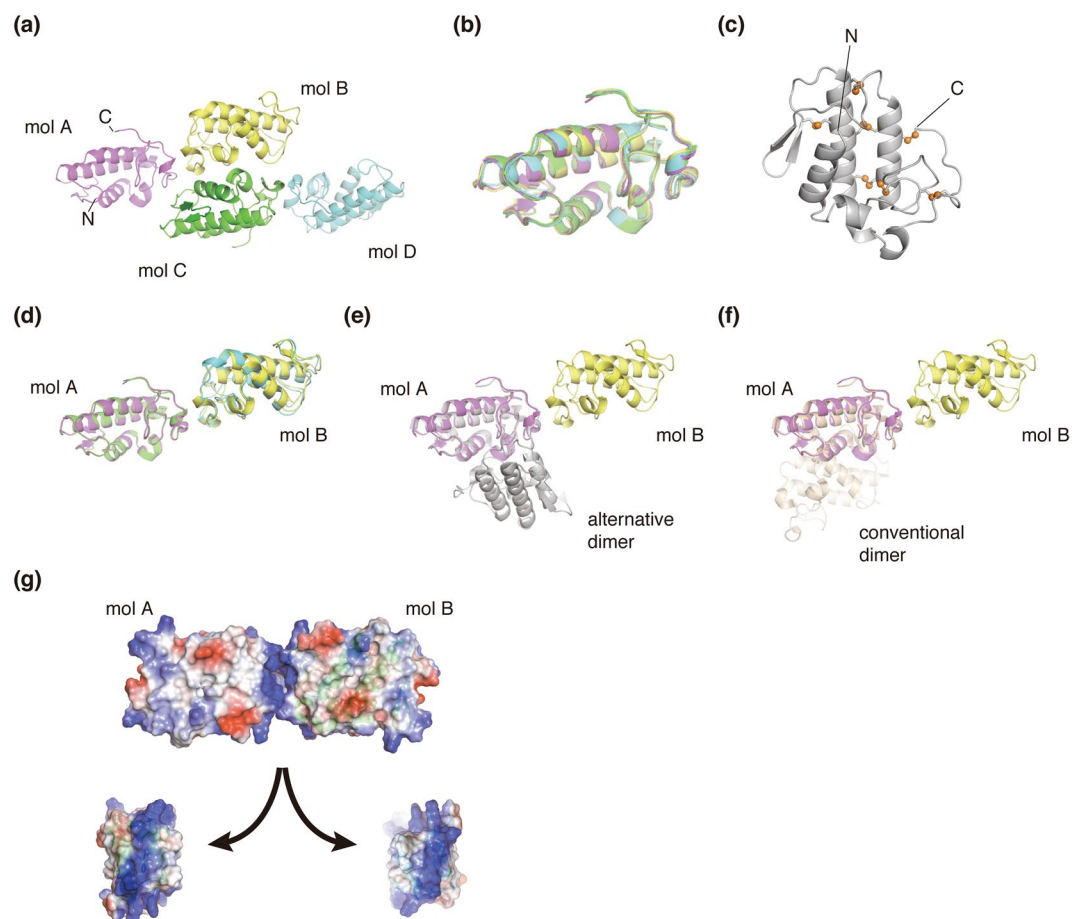 (a)
mol A
C
N
mol B
mol C
mol D
(b)
(c)
N
C
(d)
mol A
mol B
(e)
mol A
mol B
alternative
dimer
(f)
mol A
mol B
conventional
dimer
(g)
mol A
mol B